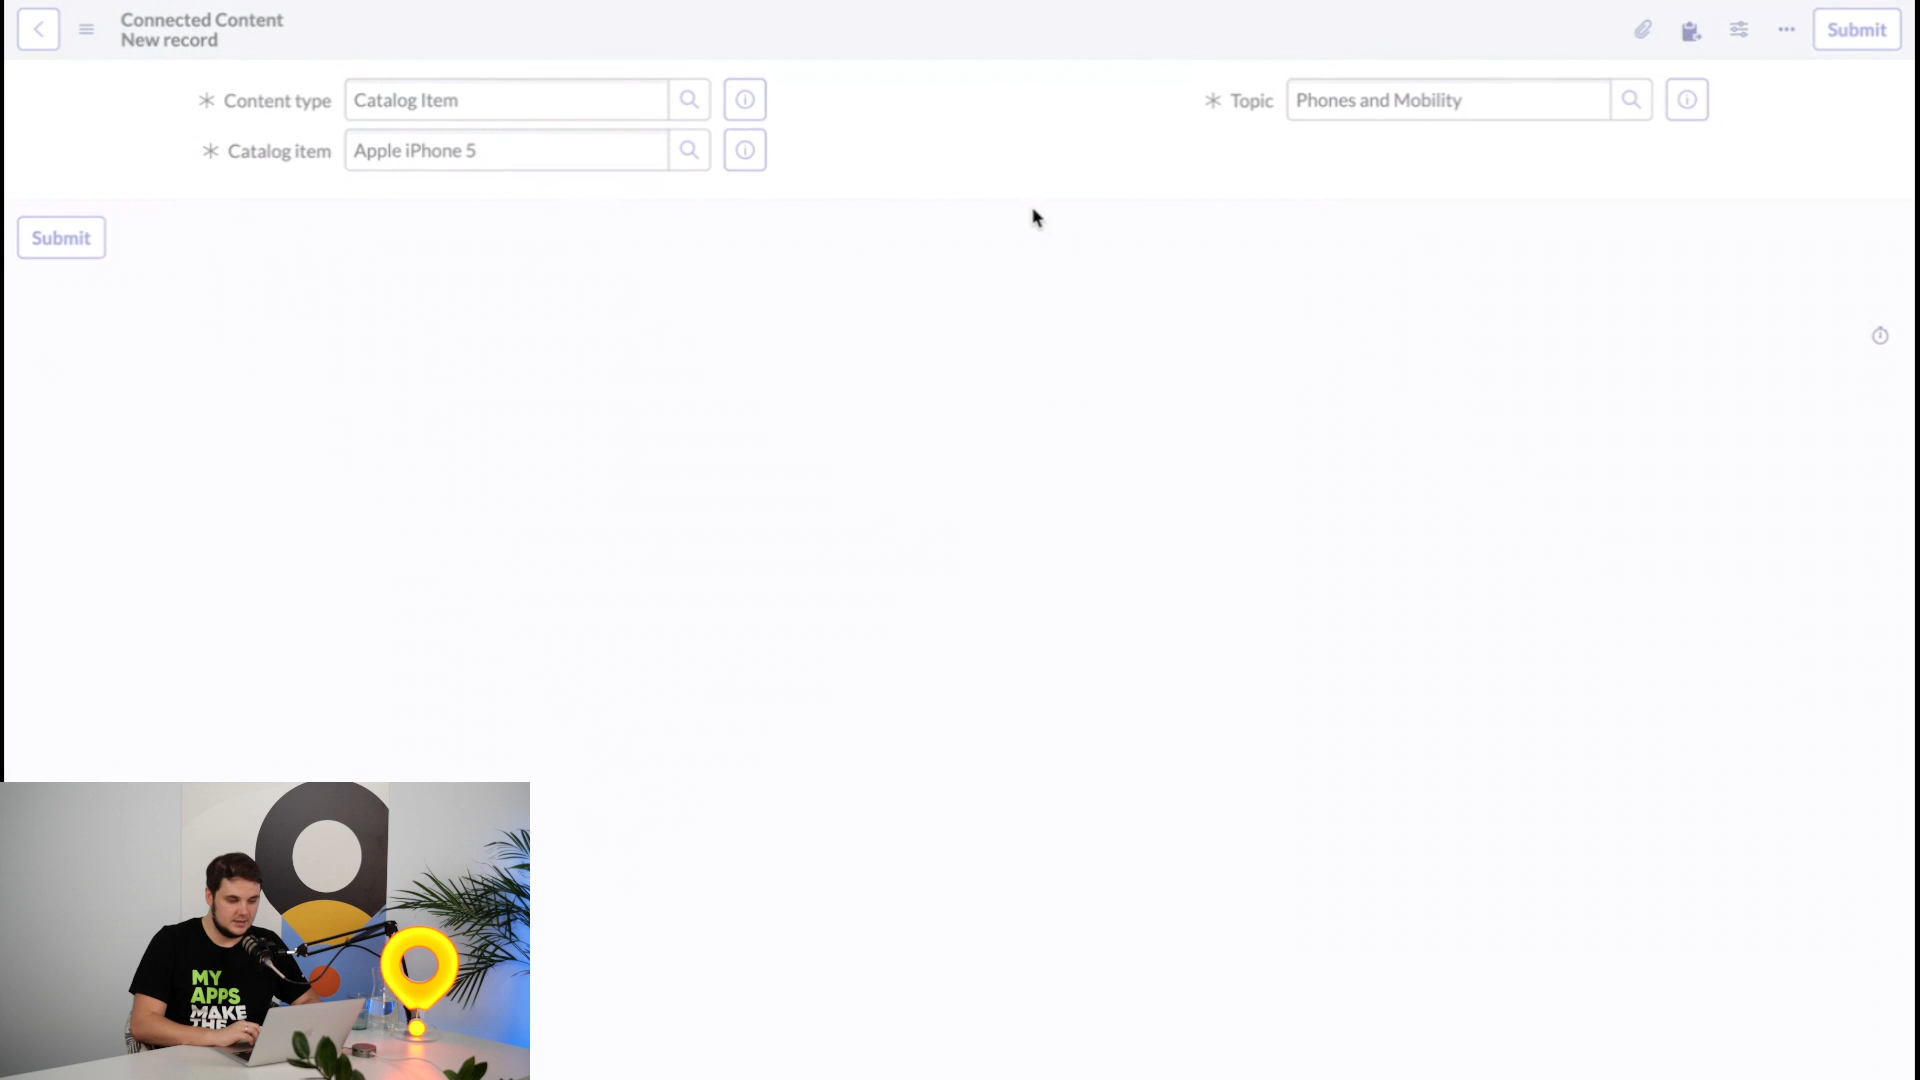 Connected Content
New record
Submit
Content type
Catalog Item
Topic
Phones and Mobility
Catalog item
Apple iPhone 5
Submit
MY
APPS
MAKE
THE